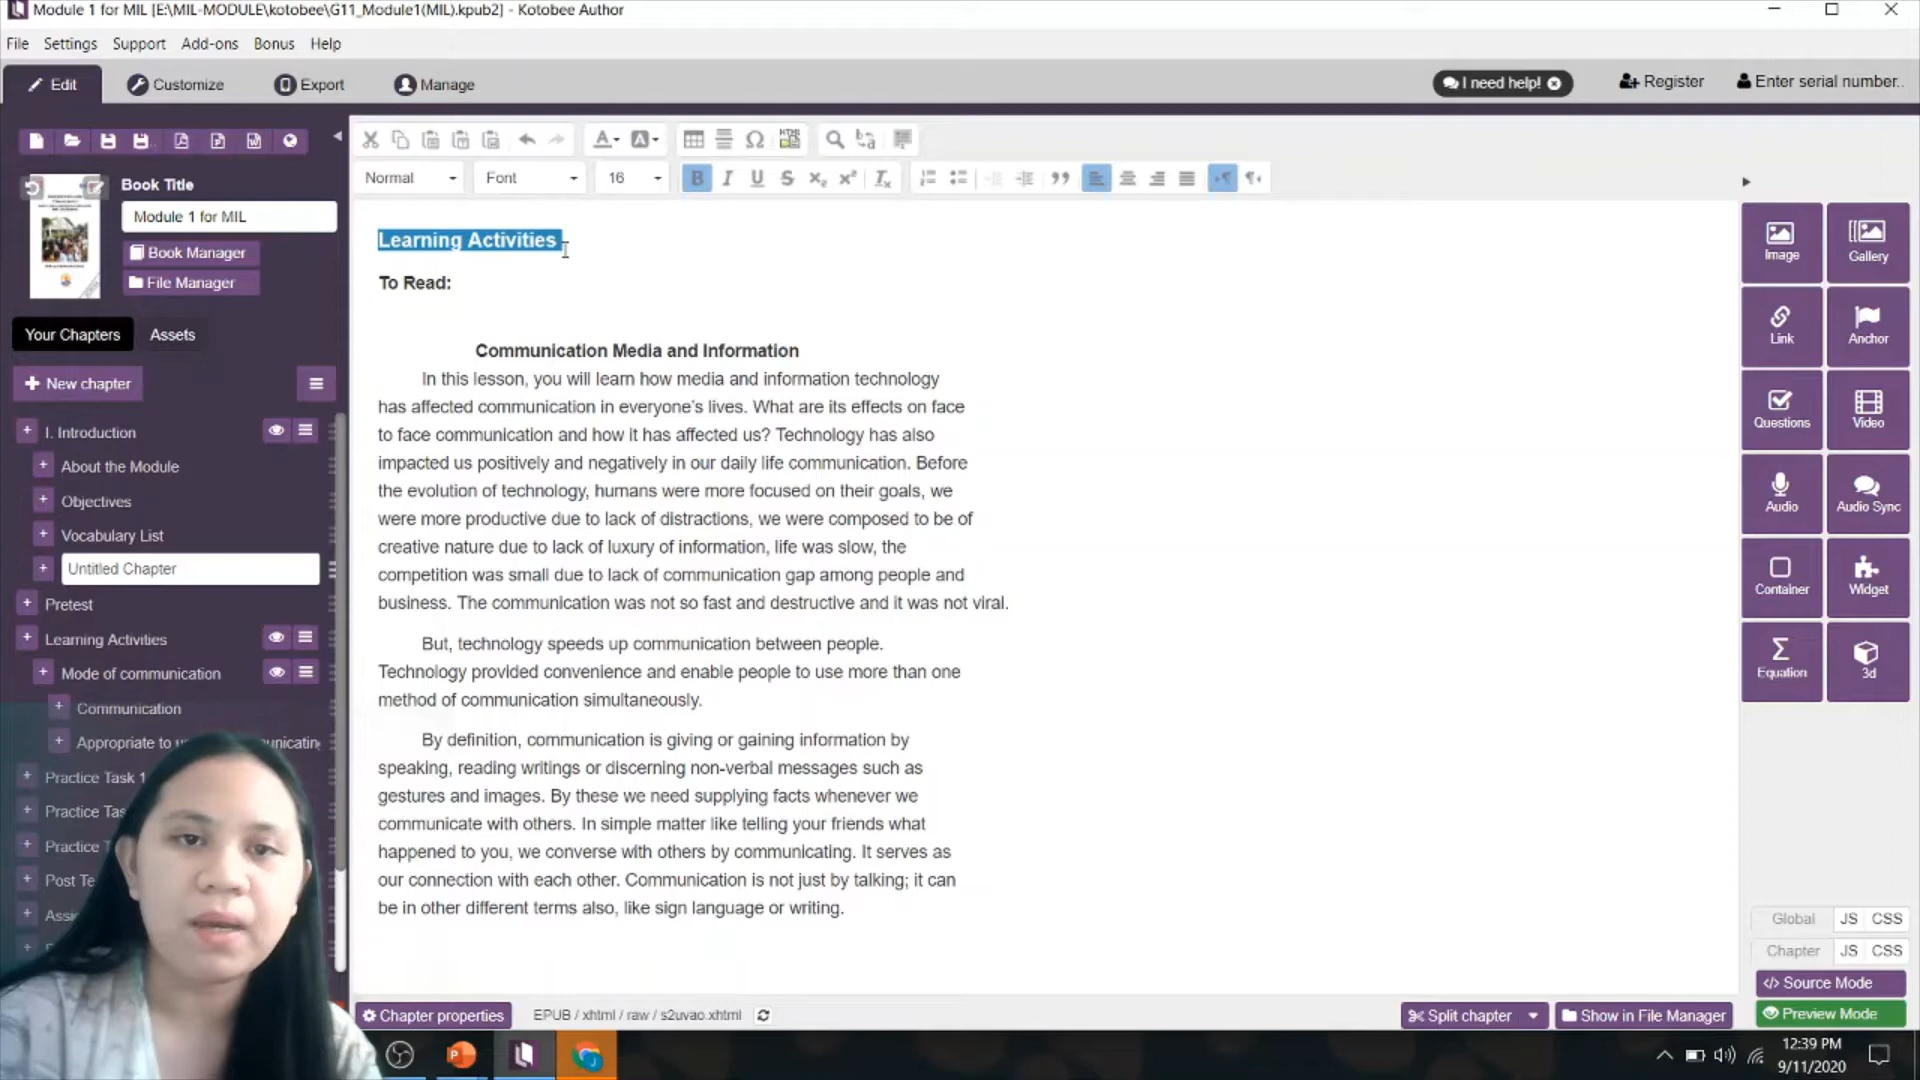 Module 1 for MIL [E:\MIL-MODULE\kotobee\G11_Module1(MIL).kpub2] - Kotobee Author
File Settings Support Add-ons Bonus Help
Edit Customize Export Manage I need help! Register Enter serial number..
Normal Font 16 B I U S
Book Title
Module 1 for MIL
Book Manager
File Manager
Your Chapters Assets
New chapter
I. Introduction
About the Module
Objectives
Vocabulary List
Untitled Chapter
Pretest
Learning Activities
Mode of communication
Communication
Appropriate to
Practice Task 1
Practice
Practice
Post
Learning Activities
To Read:
Communication Media and Information
In this lesson, you will learn how media and information technology
has affected communication in everyone's lives. What are its effects on face
to face communication and how it has affected us? Technology has also
impacted us positively and negatively in our daily life communication. Before
the evolution of technology, humans were more focused on their goals, we
were more productive due to lack of distractions, we were composed to be of
creative nature due to lack of luxury of information, life was slow, the
competition was small due to lack of communication gap among people and
business. The communication was not so fast and destructive and it was not viral.
But, technology speeds up communication between people.
Technology provided convenience and enable people to use more than one
method of communication simultaneously.
By definition, communication is giving or gaining information by
speaking, reading writings or discerning non-verbal messages such as
gestures and images. By these we need supplying facts whenever we
communicate with others. In simple matter like telling your friends what
happened to you, we converse with others by communicating. It serves as
our connection with each other. Communication is not just by talking; it can
be in other different terms also, like sign language or writing.
Image Gallery
Link Anchor
Questions Video
Audio Audio Sync
Container Widget
Equation 3d
Global JS CSS
Chapter JS CSS
Source Mode
Preview Mode
Chapter properties EPUB / xhtml / raw / s2uvao.xhtml Split chapter Show in File Manager
12:39 PM
9/11/2020